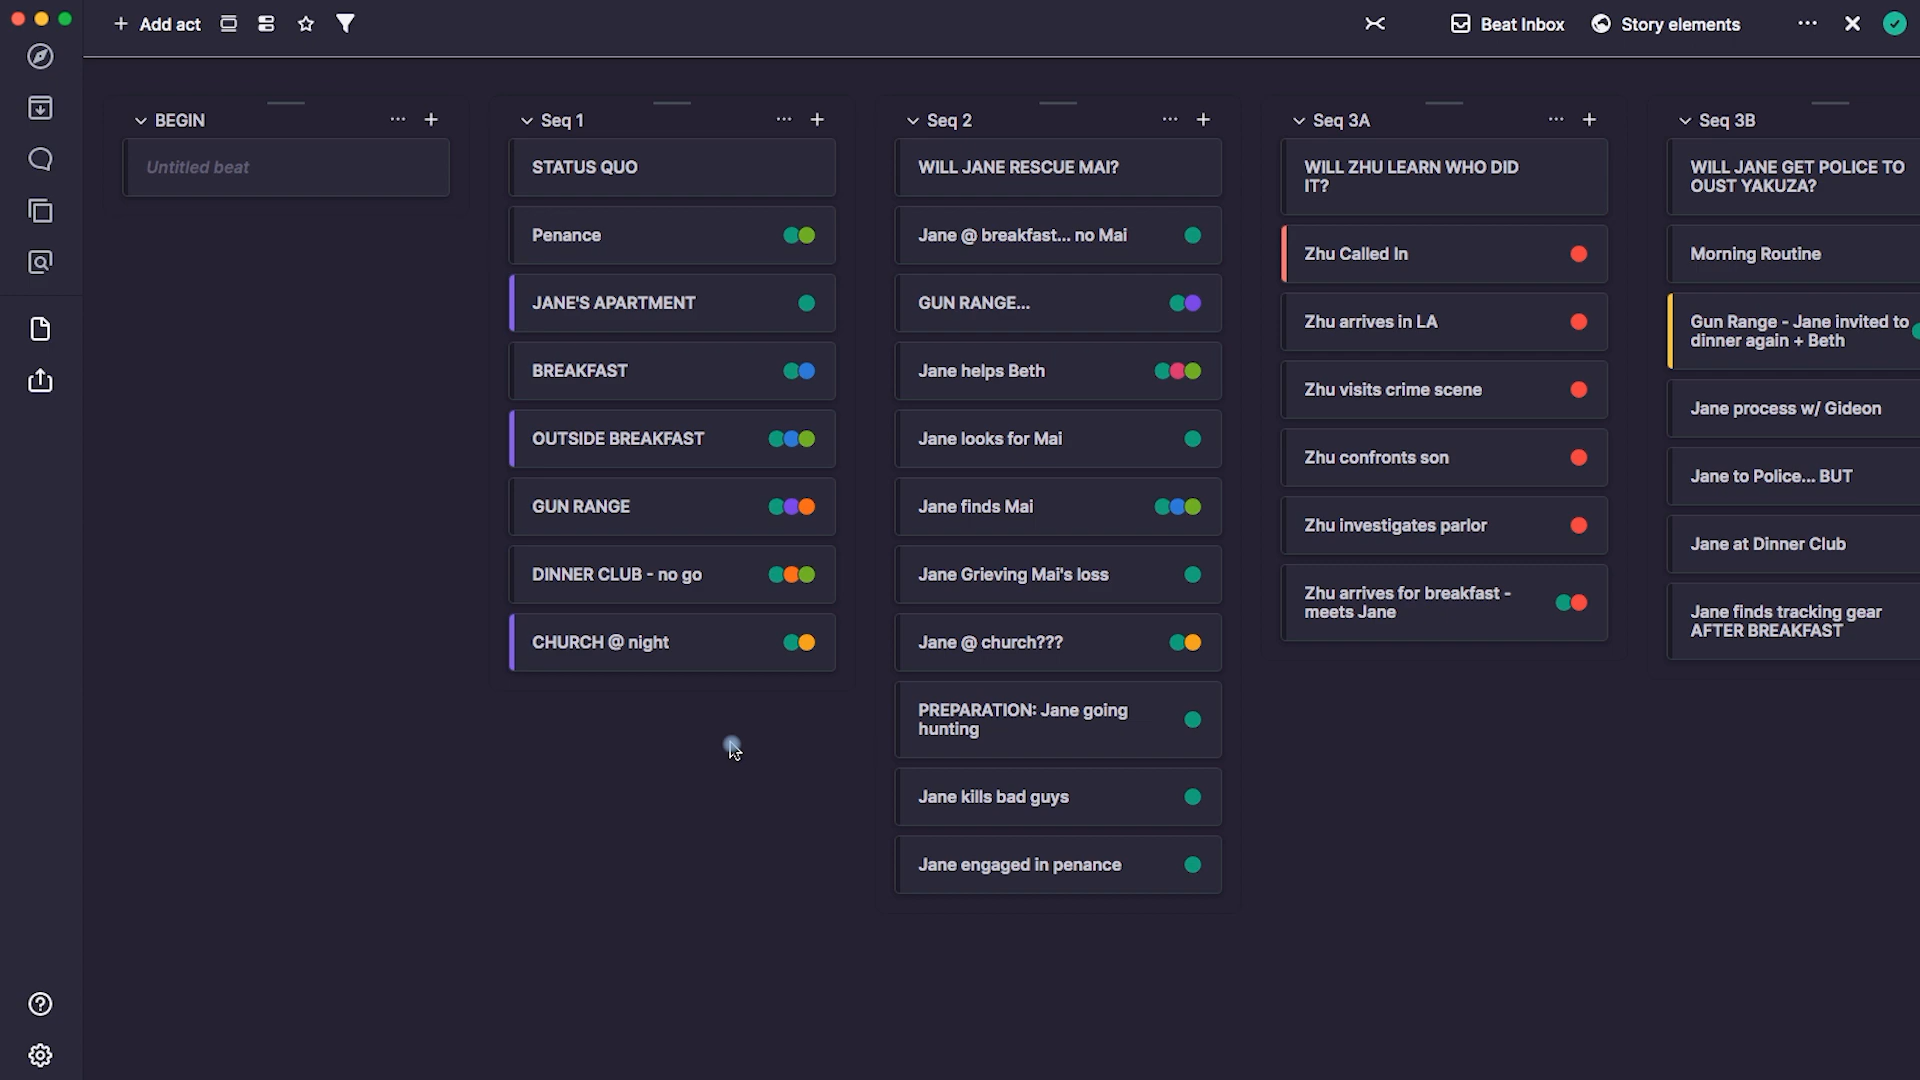 Add act
Beat Inbox
Story elements
BEGIN
Untitled beat
Seq 1
STATUS QUO
Penance
JANE'S APARTMENT
BREAKFAST
OUTSIDE BREAKFAST
GUN RANGE
DINNER CLUB - no go
CHURCH @ night
Seq 2
WILL JANE RESCUE MAI?
Jane @ breakfast... no Mai
GUN RANGE...
Jane helps Beth
Jane looks for Mai
Jane finds Mai
Jane Grieving Mai's loss
Jane @ church???
PREPARATION: Jane going
hunting
Jane kills bad guys
Jane engaged in penance
Seq 3A
WILL ZHU LEARN WHO DID
IT?
Zhu Called In
Zhu arrives in LA
Zhu visits crime scene
Zhu confronts son
Zhu investigates parlor
Zhu arrives for breakfast -
meets Jane
Seq 3B
WILL JANE GET POLICE TO
OUST YAKUZA?
Morning Routine
Gun Range - Jane invited to
dinner again + Beth
Jane process w/ Gideon
Jane to Police... BUT
Jane at Dinner Club
Jane finds tracking gear
AFTER BREAKFAST